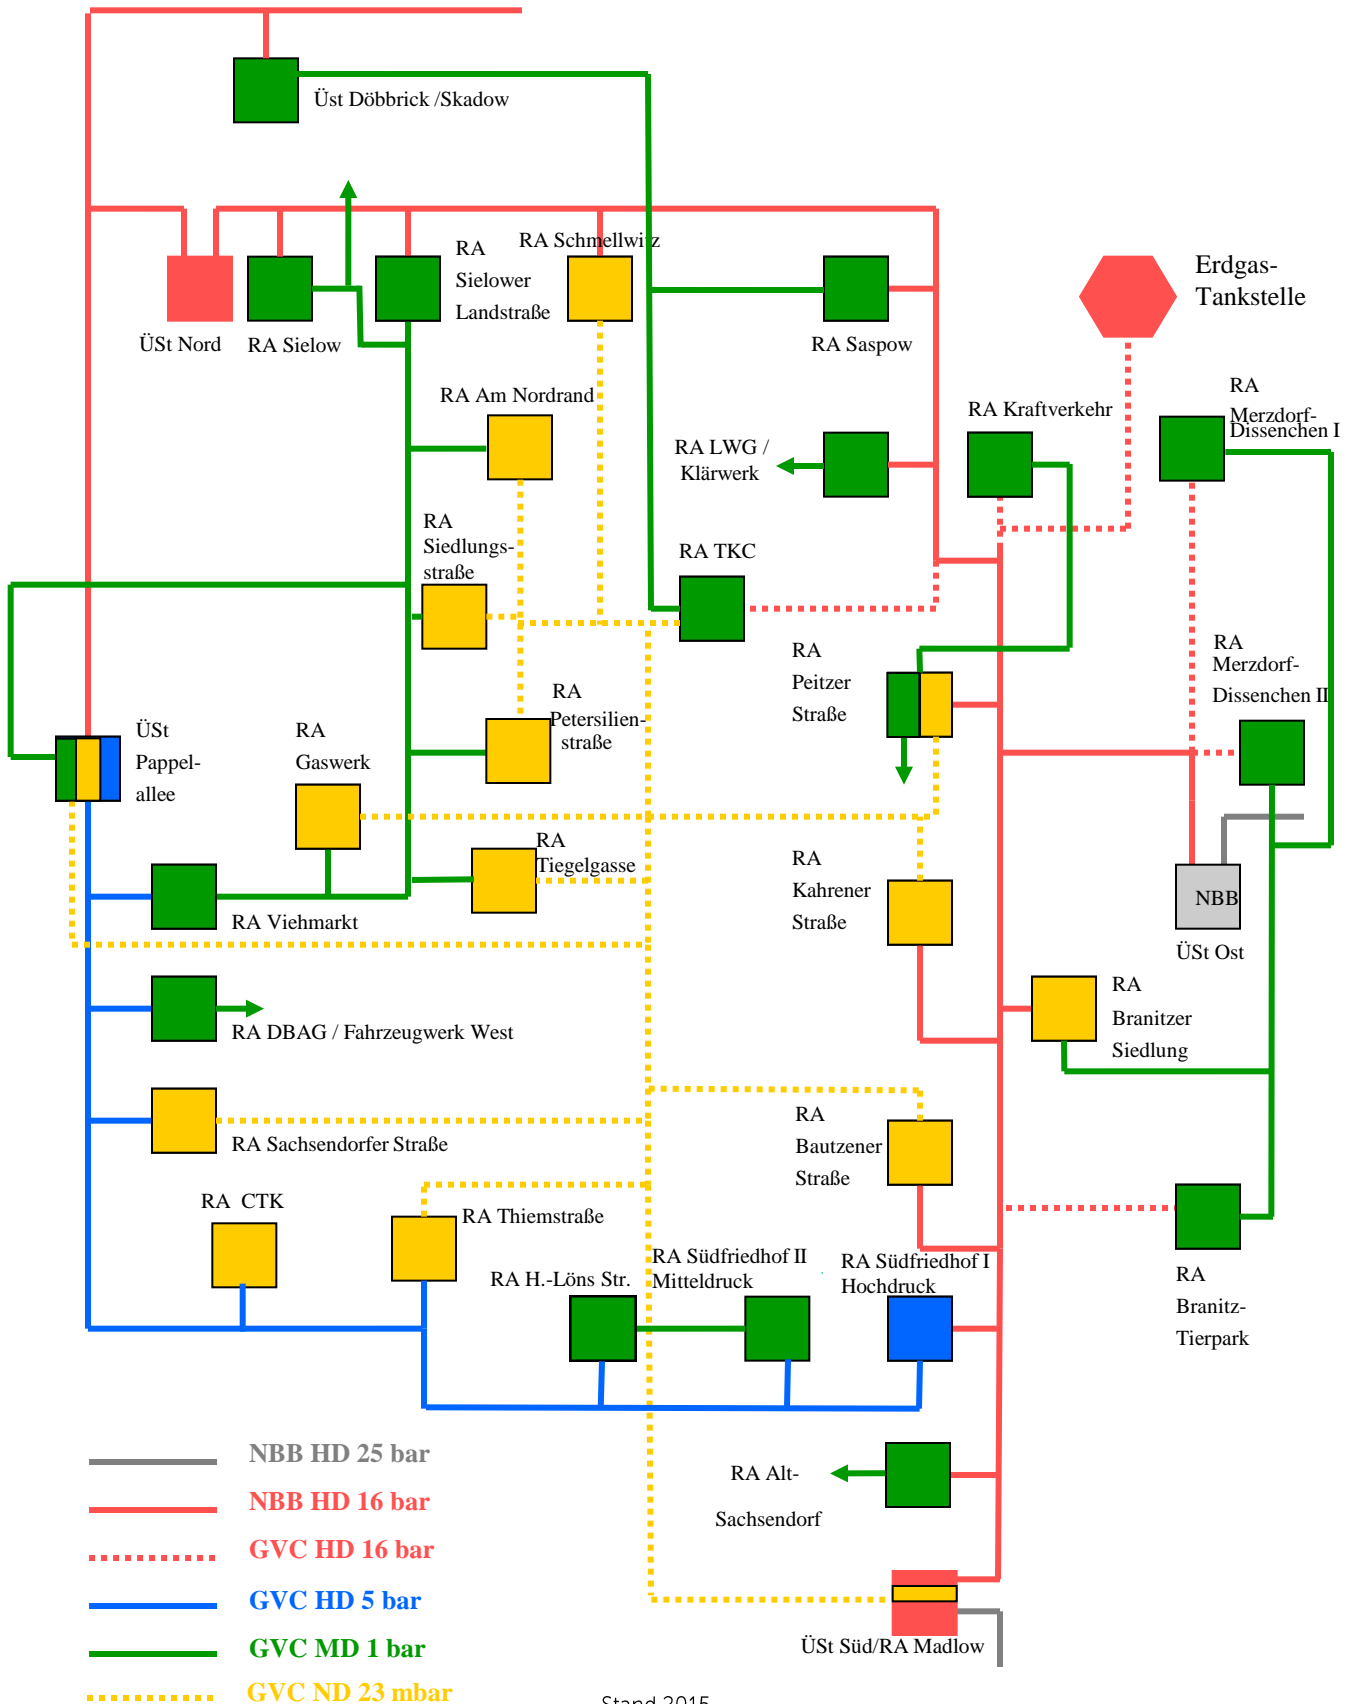 Üst Döbbrick /Skadow
RA Schmellwitz
RA
Sielower
Landstraße
Erdgas-
Tankstelle
ÜSt Nord
RA Sielow
RA Saspow
RA Am Nordrand
RA Kraftverkehr
RA
Merzdorf-
Dissenchen I
RA LWG /
Klärwerk
RA
Siedlungs-
straße
RA TKC
RA
Peitzer
Straße
RA
Merzdorf-
Dissenchen II
RA
Petersilien-
straße
ÜSt
Pappel-
allee
RA
Gaswerk
RA
Tiegelgasse
RA
Kahrener
Straße
NBB
ÜSt Ost
RA Viehmarkt
RA
Branitzer
Siedlung
RA DBAG / Fahrzeugwerk West
RA
Bautzener
Straße
RA Sachsendorfer Straße
RA CTK
RA Thiemstraße
RA H.-Löns Str.
RA Südfriedhof II
Mitteldruck
RA Südfriedhof I
Hochdruck
RA
Branitz-
Tierpark
RA Alt-
Sachsendorf
ÜSt Süd/RA Madlow
NBB HD 25 bar
NBB HD 16 bar
GVC HD 16 bar
GVC HD 5 bar
GVC MD 1 bar
GVC ND 23 mbar
Stand 2015